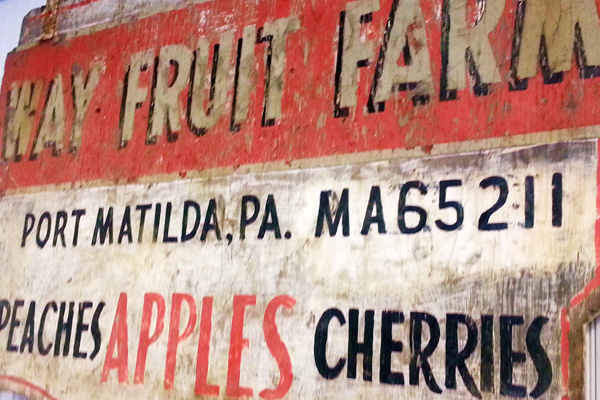 WAY FRUIT FARM
PORT MATILDA, PA. MA65211
PEACHES APPLES CHERRIES